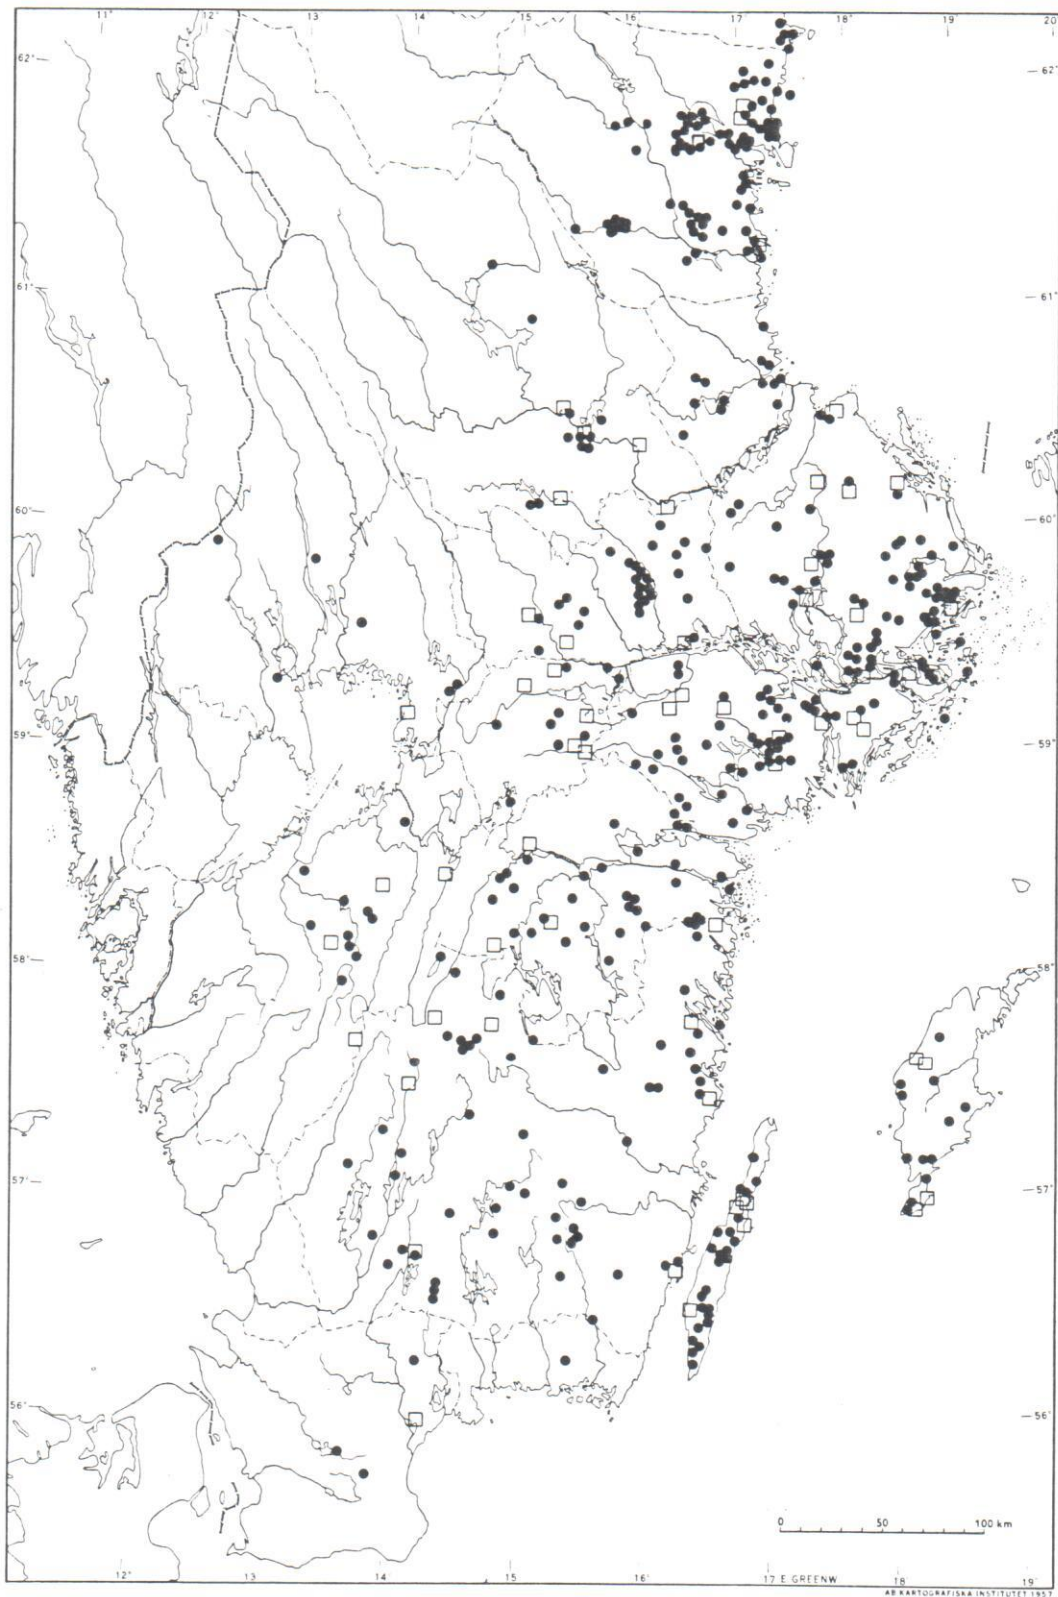 11° 12° 13 14 15 16 17 18 19 20
62° —62°
61° —61°
60° —60°
59° —59°
58° —58°
57° —57°
56° —56°
0 50 100 km
12° 13 14 15 16° 17 E. GREENW 18 19°
AB KARTOGRAFISKA INSTITUTET 1957